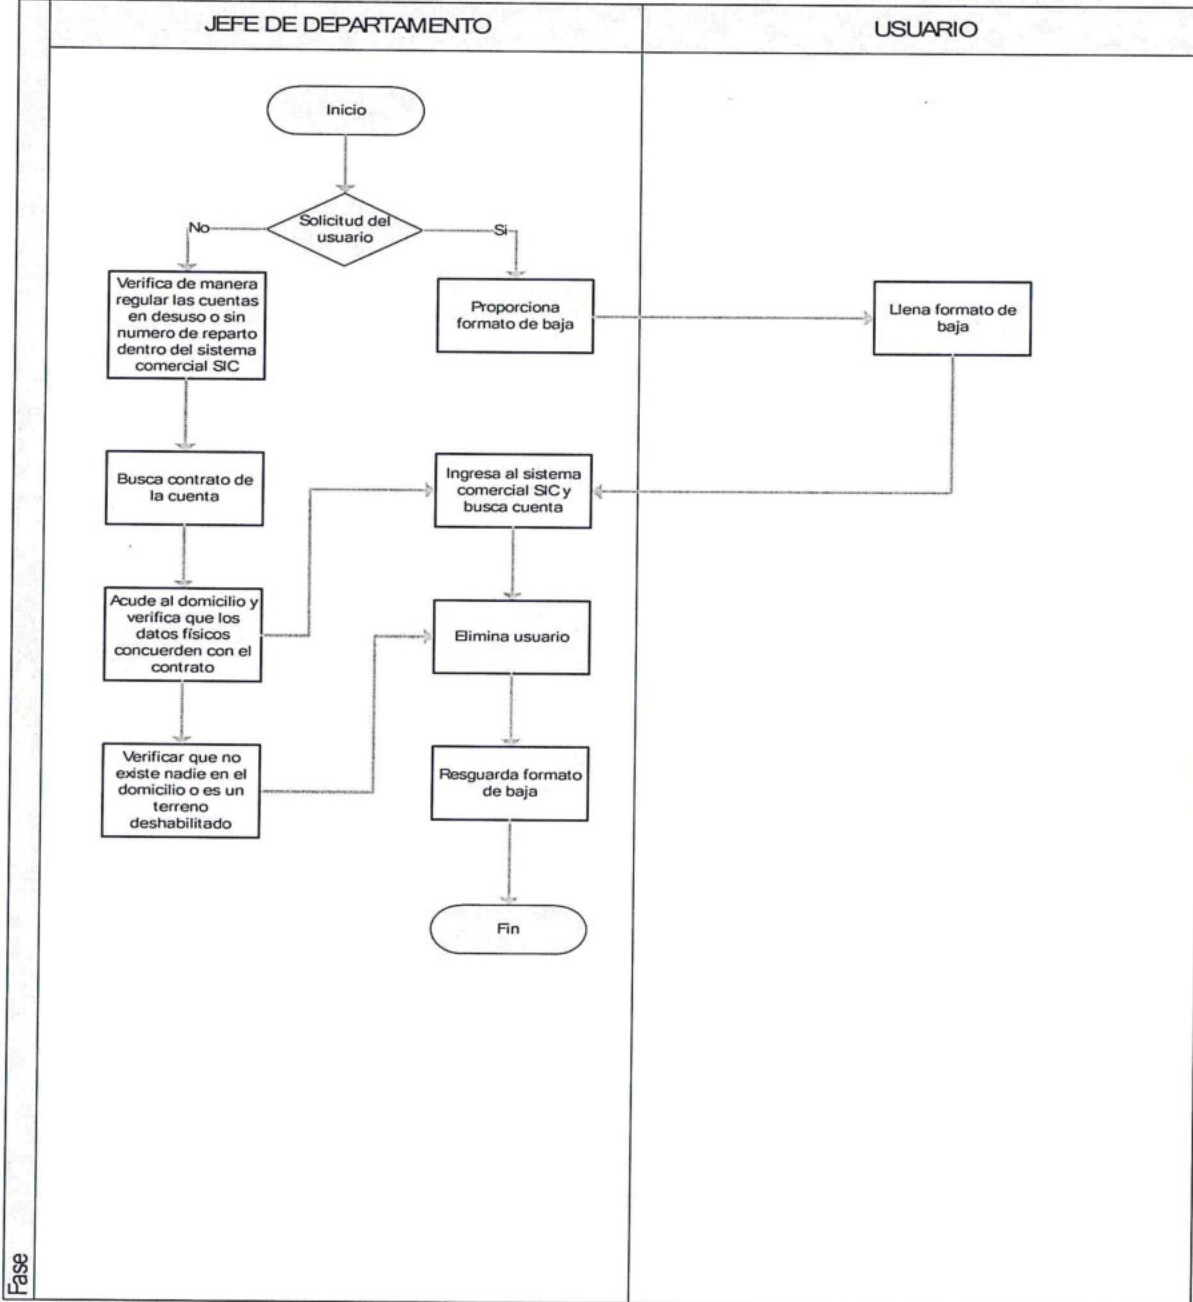 JEFE DE DEPARTAMENTO
USUARIO
Inicio
Solicitud del
usuario
No
Si
Verifica de manera
regular las cuentas
en desuso o sin
numero de reparto
dentro del sistema
comercial SIC
Proporciona
formato de baja
Llena formato de
baja
Busca contrato de
la cuenta
Ingresa al sistema
comercial SIC y
busca cuenta
Acude al domicilio y
verifica que los
datos físicos
concuerden con el
contrato
Elimina usuario
Verificar que no
existe nadie en el
domicilio o es un
terreno
deshabilitado
Resguarda formato
de baja
Fin
Fase